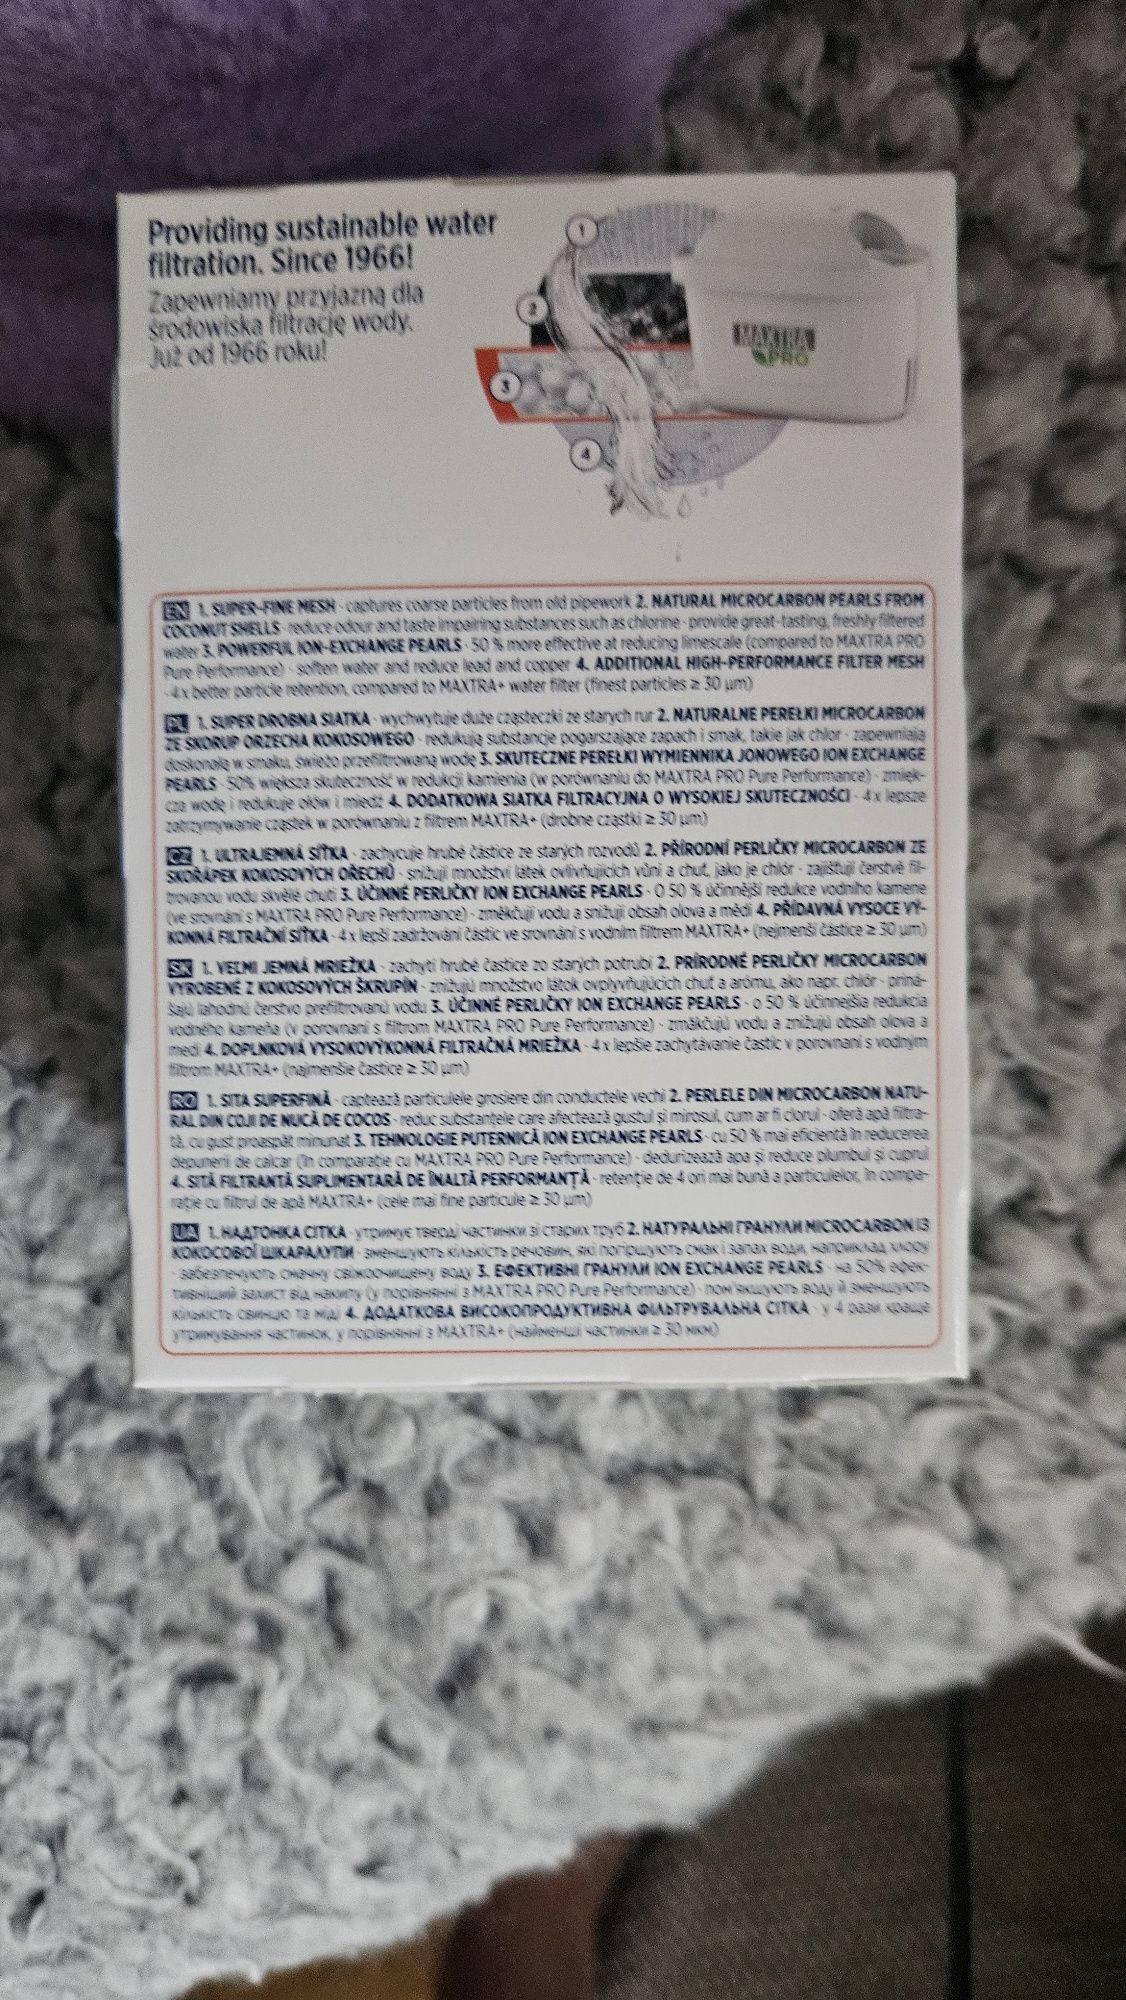 Providing sustainable water
filtration. Since 1966!
Zapewniamy przyjazną dla
środowiska filtrację wody.
Już od 1966 roku!
1
2
3
4
MAXTRA
PRO
EN 1. SUPER-FINE MESH · captures coarse particles from old pipework 2. NATURAL MICROCARBON PEARLS FROM
COCONUT SHELLS · reduce odour and taste impairing substances such as chlorine · provide great-tasting, freshly filtered
water 3. POWERFUL ION-EXCHANGE PEARLS · 50 % more effective at reducing limescale (compared to MAXTRA PRO
Pure Performance) · soften water and reduce lead and copper 4. ADDITIONAL HIGH-PERFORMANCE FILTER MESH
· 4 x better particle retention, compared to MAXTRA+ water filter (finest particles ≥ 30 µm)
PL 1. SUPER DROBNA SIATKA · wychwytuje duże cząsteczki ze starych rur 2. NATURALNE PEREŁKI MICROCARBON
ZE SKORUP ORZECHA KOKOSOWEGO · redukują substancje pogarszające zapach i smak, takie jak chlor · zapewniają
doskonałą w smaku, świeżo przefiltrowaną wodę 3. SKUTECZNE PEREŁKI WYMIENNIKA JONOWEGO ION EXCHANGE
PEARLS · 50% większa skuteczność w redukcji kamienia (w porównaniu do MAXTRA PRO Pure Performance) · zmięk-
cza wodę i redukuje ołów i miedź 4. DODATKOWA SIATKA FILTRACYJNA O WYSOKIEJ SKUTECZNOŚCI · 4 x lepsze
zatrzymywanie cząstek w porównaniu z filtrem MAXTRA+ (drobne cząstki ≥ 30 µm)
CZ 1. ULTRAJEMNÁ SÍŤKA · zachycuje hrubé částice ze starých rozvodů 2. PŘÍRODNÍ PERLIČKY MICROCARBON ZE
SKOŘÁPEK KOKOSOVÝCH OŘECHŮ · snižují množství látek ovlivňujících vůni a chuť, jako je chlór · zajišťují čerstvě fil-
trovanou vodu skvělé chuti 3. ÚČINNÉ PERLIČKY ION EXCHANGE PEARLS · O 50 % účinnější redukce vodního kamene
(ve srovnání s MAXTRA PRO Pure Performance) · změkčují vodu a snižují obsah olova a mědi 4. PŘÍDAVNÁ VYSOCE VÝ-
KONNÁ FILTRAČNÍ SÍŤKA · 4 x lepší zadržování částic ve srovnání s vodním filtrem MAXTRA+ (nejmenší částice ≥ 30 µm)
SK 1. VEĽMI JEMNÁ MRIEŽKA · zachytí hrubé častice zo starých potrubí 2. PRÍRODNÉ PERLIČKY MICROCARBON
VYROBENÉ Z KOKOSOVÝCH ŠKRUPÍN · znižujú množstvo látok ovplyvňujúcich chuť a arómu, ako napr. chlór · priná-
šajú lahodnú čerstvo prefiltrovanú vodu 3. ÚČINNÉ PERLIČKY ION EXCHANGE PEARLS · o 50 % účinnejšia redukcia
vodného kameňa (v porovnaní s filtrom MAXTRA PRO Pure Performance) · zmäkčujú vodu a znižujú obsah olova a
medi 4. DOPLNKOVÁ VYSOKOVÝKONNÁ FILTRAČNÁ MRIEŽKA · 4 x lepšie zachytávanie častíc v porovnaní s vodným
filtrom MAXTRA+ (najmenšie častice ≥ 30 µm)
RO 1. SITA SUPERFINĂ · captează particulele grosiere din conductele vechi 2. PERLELE DIN MICROCARBON NATU-
RAL DIN COJI DE NUCĂ DE COCOS · reduc substanțele care afectează gustul și mirosul, cum ar fi clorul · oferă apă filtra-
tă, cu gust proaspăt minunat 3. TEHNOLOGIE PUTERNICĂ ION EXCHANGE PEARLS · cu 50 % mai eficientă în reducerea
depunerii de calcar (în comparație cu MAXTRA PRO Pure Performance) · dedurizează apa și reduce plumbul și cuprul
4. SITĂ FILTRANTĂ SUPLIMENTARĂ DE ÎNALTĂ PERFORMANȚĂ · retenție de 4 ori mai bună a particulelor, în compa-
rație cu filtrul de apă MAXTRA+ (cele mai fine particule ≥ 30 µm)
UA 1. НАДТОНКА СІТКА · утримує тверді частинки зі старих труб 2. НАТУРАЛЬНІ ГРАНУЛИ MICROCARBON ІЗ
КОКОСОВОЇ ШКАРАЛУПИ · зменшують кількість речовин, які погіршують смак і запах води, наприклад хлору
· забезпечують смачну свіжоочищену воду 3. ЕФЕКТИВНІ ГРАНУЛИ ION EXCHANGE PEARLS · на 50% ефек-
тивніший захист від накипу (у порівнянні з MAXTRA PRO Pure Performance) · пом'якшують воду й зменшують
кількість свинцю та міді 4. ДОДАТКОВА ВИСОКОПРОДУКТИВНА ФІЛЬТРУВАЛЬНА СІТКА · у 4 рази краще
утримування частинок, у порівнянні з MAXTRA+ (найменші частинки ≥ 30 мкм)